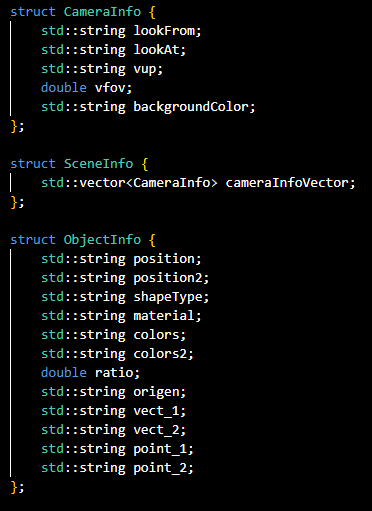 struct CameraInfo {
    std::string lookFrom;
    std::string lookAt;
    std::string vup;
    double vfov;
    std::string backgroundColor;
};

struct SceneInfo {
    std::vector<CameraInfo> cameraInfoVector;
};

struct ObjectInfo {
    std::string position;
    std::string position2;
    std::string shapeType;
    std::string material;
    std::string colors;
    std::string colors2;
    double ratio;
    std::string origen;
    std::string vect_1;
    std::string vect_2;
    std::string point_1;
    std::string point_2;
};